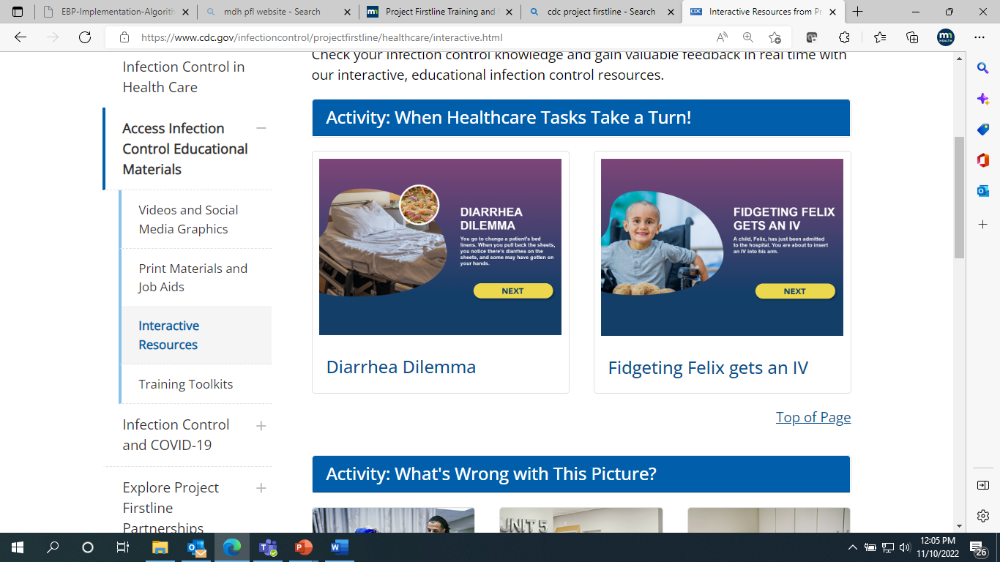 EBP-Implementation-Algorith
mdh pfl website - Search
Project Firstline Training and
cdc project firstline - Search
CDC
Interactive Resources from Pr
https://www.cdc.gov/infectioncontrol/projectfirstline/healthcare/interactive.html
Infection Control in
Health Care
Access Infection
Control Educational
Materials
Videos and Social
Media Graphics
Print Materials and
Job Aids
Interactive
Resources
Training Toolkits
Infection Control
and COVID-19
Explore Project
Firstline
Partnerships
Check your infection control knowledge and gain valuable feedback in real time with
our interactive, educational infection control resources.
Activity: When Healthcare Tasks Take a Turn!
DIARRHEA
DILEMMA
You go to change a patient's bed
linens. When you pull back the sheets,
you notice there's diarrhea on the
sheets, and some may have gotten on
your hands.
NEXT
Diarrhea Dilemma
FIDGETING FELIX
GETS AN IV
A child, Felix, has just been admitted
to the hospital. You are about to insert
an IV into his arm.
NEXT
Fidgeting Felix gets an IV
Top of Page
Activity: What's Wrong with This Picture?
UNIT 5
12:05 PM
11/10/2022
26